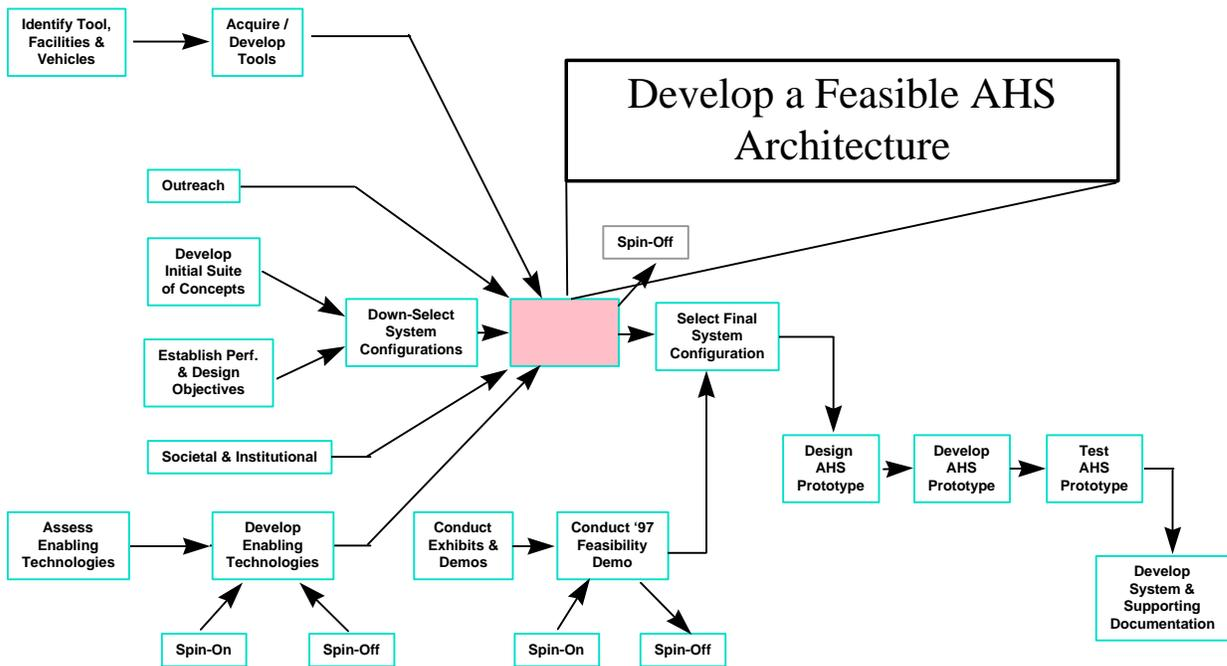 Identify Tool,
Facilities &
Vehicles
Acquire /
Develop
Tools
Develop a Feasible AHS
Architecture
Outreach
Spin-Off
Develop
Initial Suite
of Concepts
Down-Select
System
Configurations
Select Final
System
Configuration
Establish Perf.
& Design
Objectives
Societal & Institutional
Design
AHS
Prototype
Develop
AHS
Prototype
Test
AHS
Prototype
Assess
Enabling
Technologies
Develop
Enabling
Technologies
Conduct
Exhibits &
Demos
Conduct ‘97
Feasibility
Demo
Develop
System &
Supporting
Documentation
Spin-On
Spin-Off
Spin-On
Spin-Off